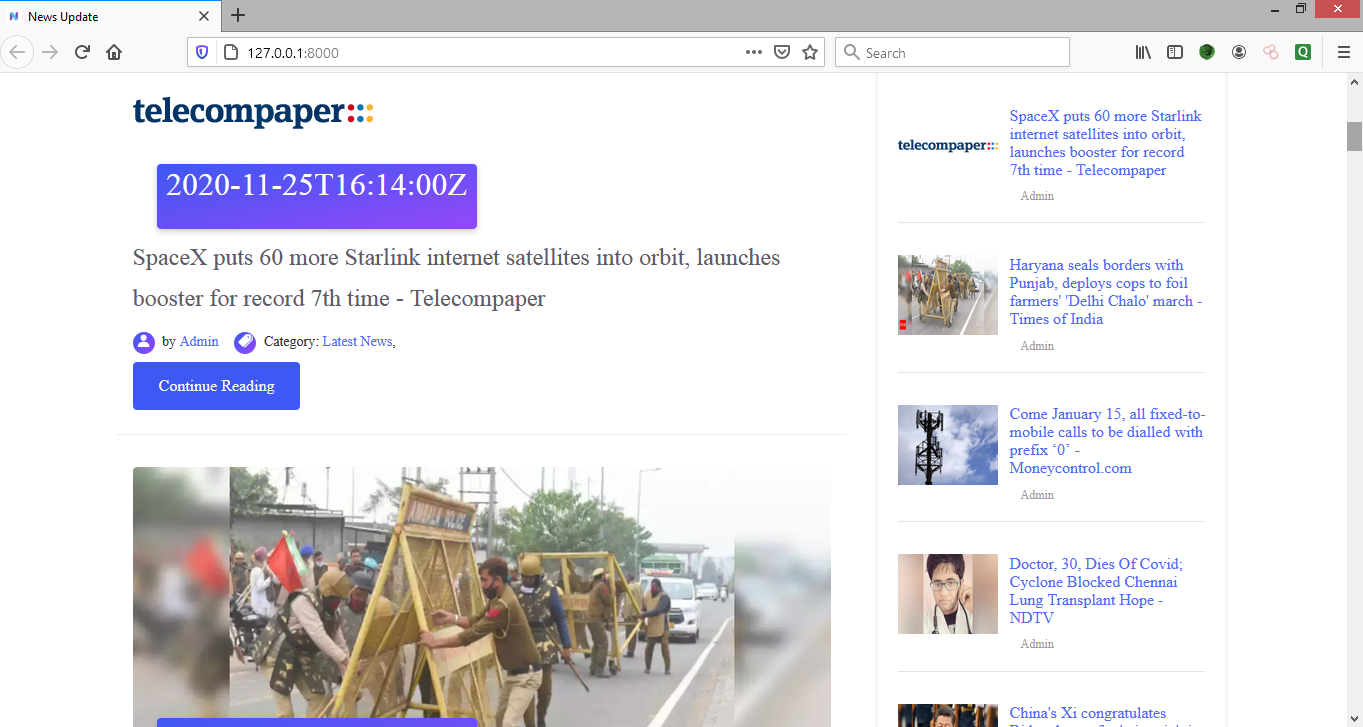 News Update
127.0.0.1:8000
Search
telecompaper
2020-11-25T16:14:00Z
SpaceX puts 60 more Starlink internet satellites into orbit, launches
booster for record 7th time - Telecompaper
by Admin Category: Latest News,
Continue Reading
telecompaper
SpaceX puts 60 more Starlink
internet satellites into orbit,
launches booster for record
7th time - Telecompaper
Admin
Haryana seals borders with
Punjab, deploys cops to foil
farmers' 'Delhi Chalo' march -
Times of India
Admin
Come January 15, all fixed-to-
mobile calls to be dialled with
prefix ‘0’ -
Moneycontrol.com
Admin
Doctor, 30, Dies Of Covid;
Cyclone Blocked Chennai
Lung Transplant Hope -
NDTV
Admin
China's Xi congratulates